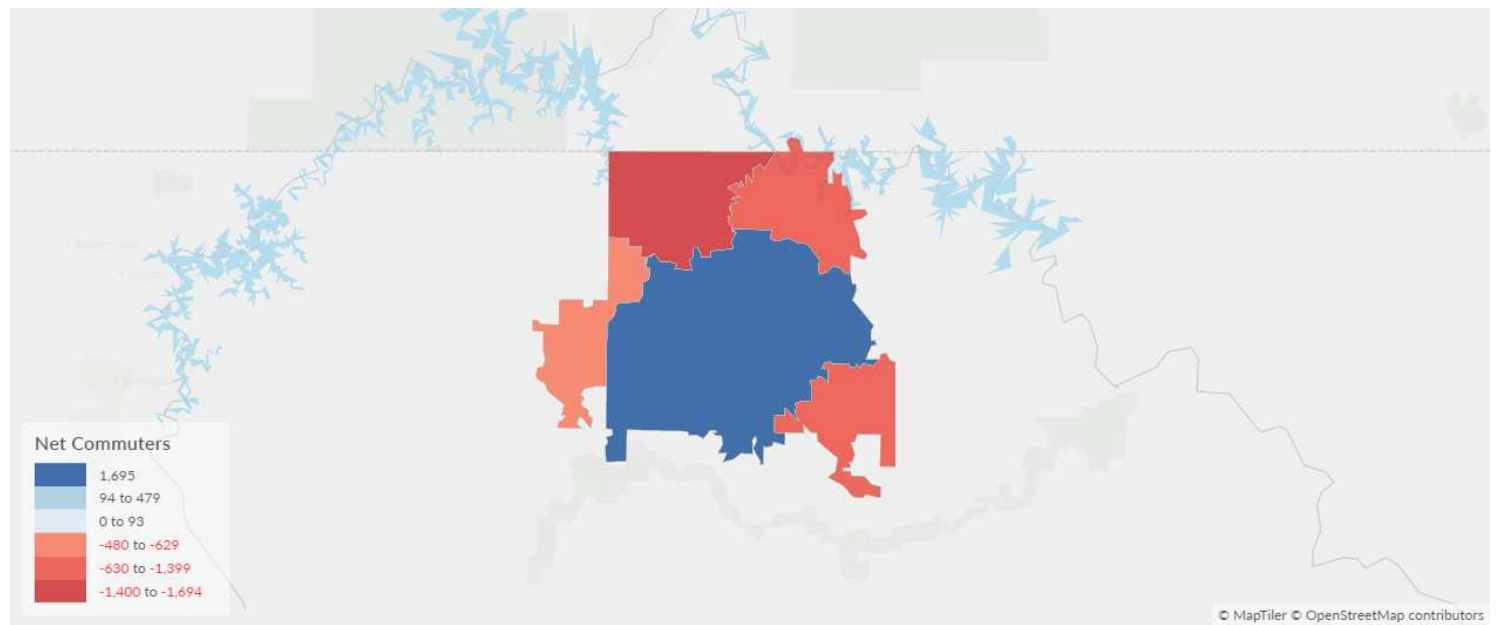 Net Commuters
1,695
94 to 479
0 to 93
-480 to -629
-630 to -1,399
-1,400 to -1,694
© MapTiler © OpenStreetMap contributors